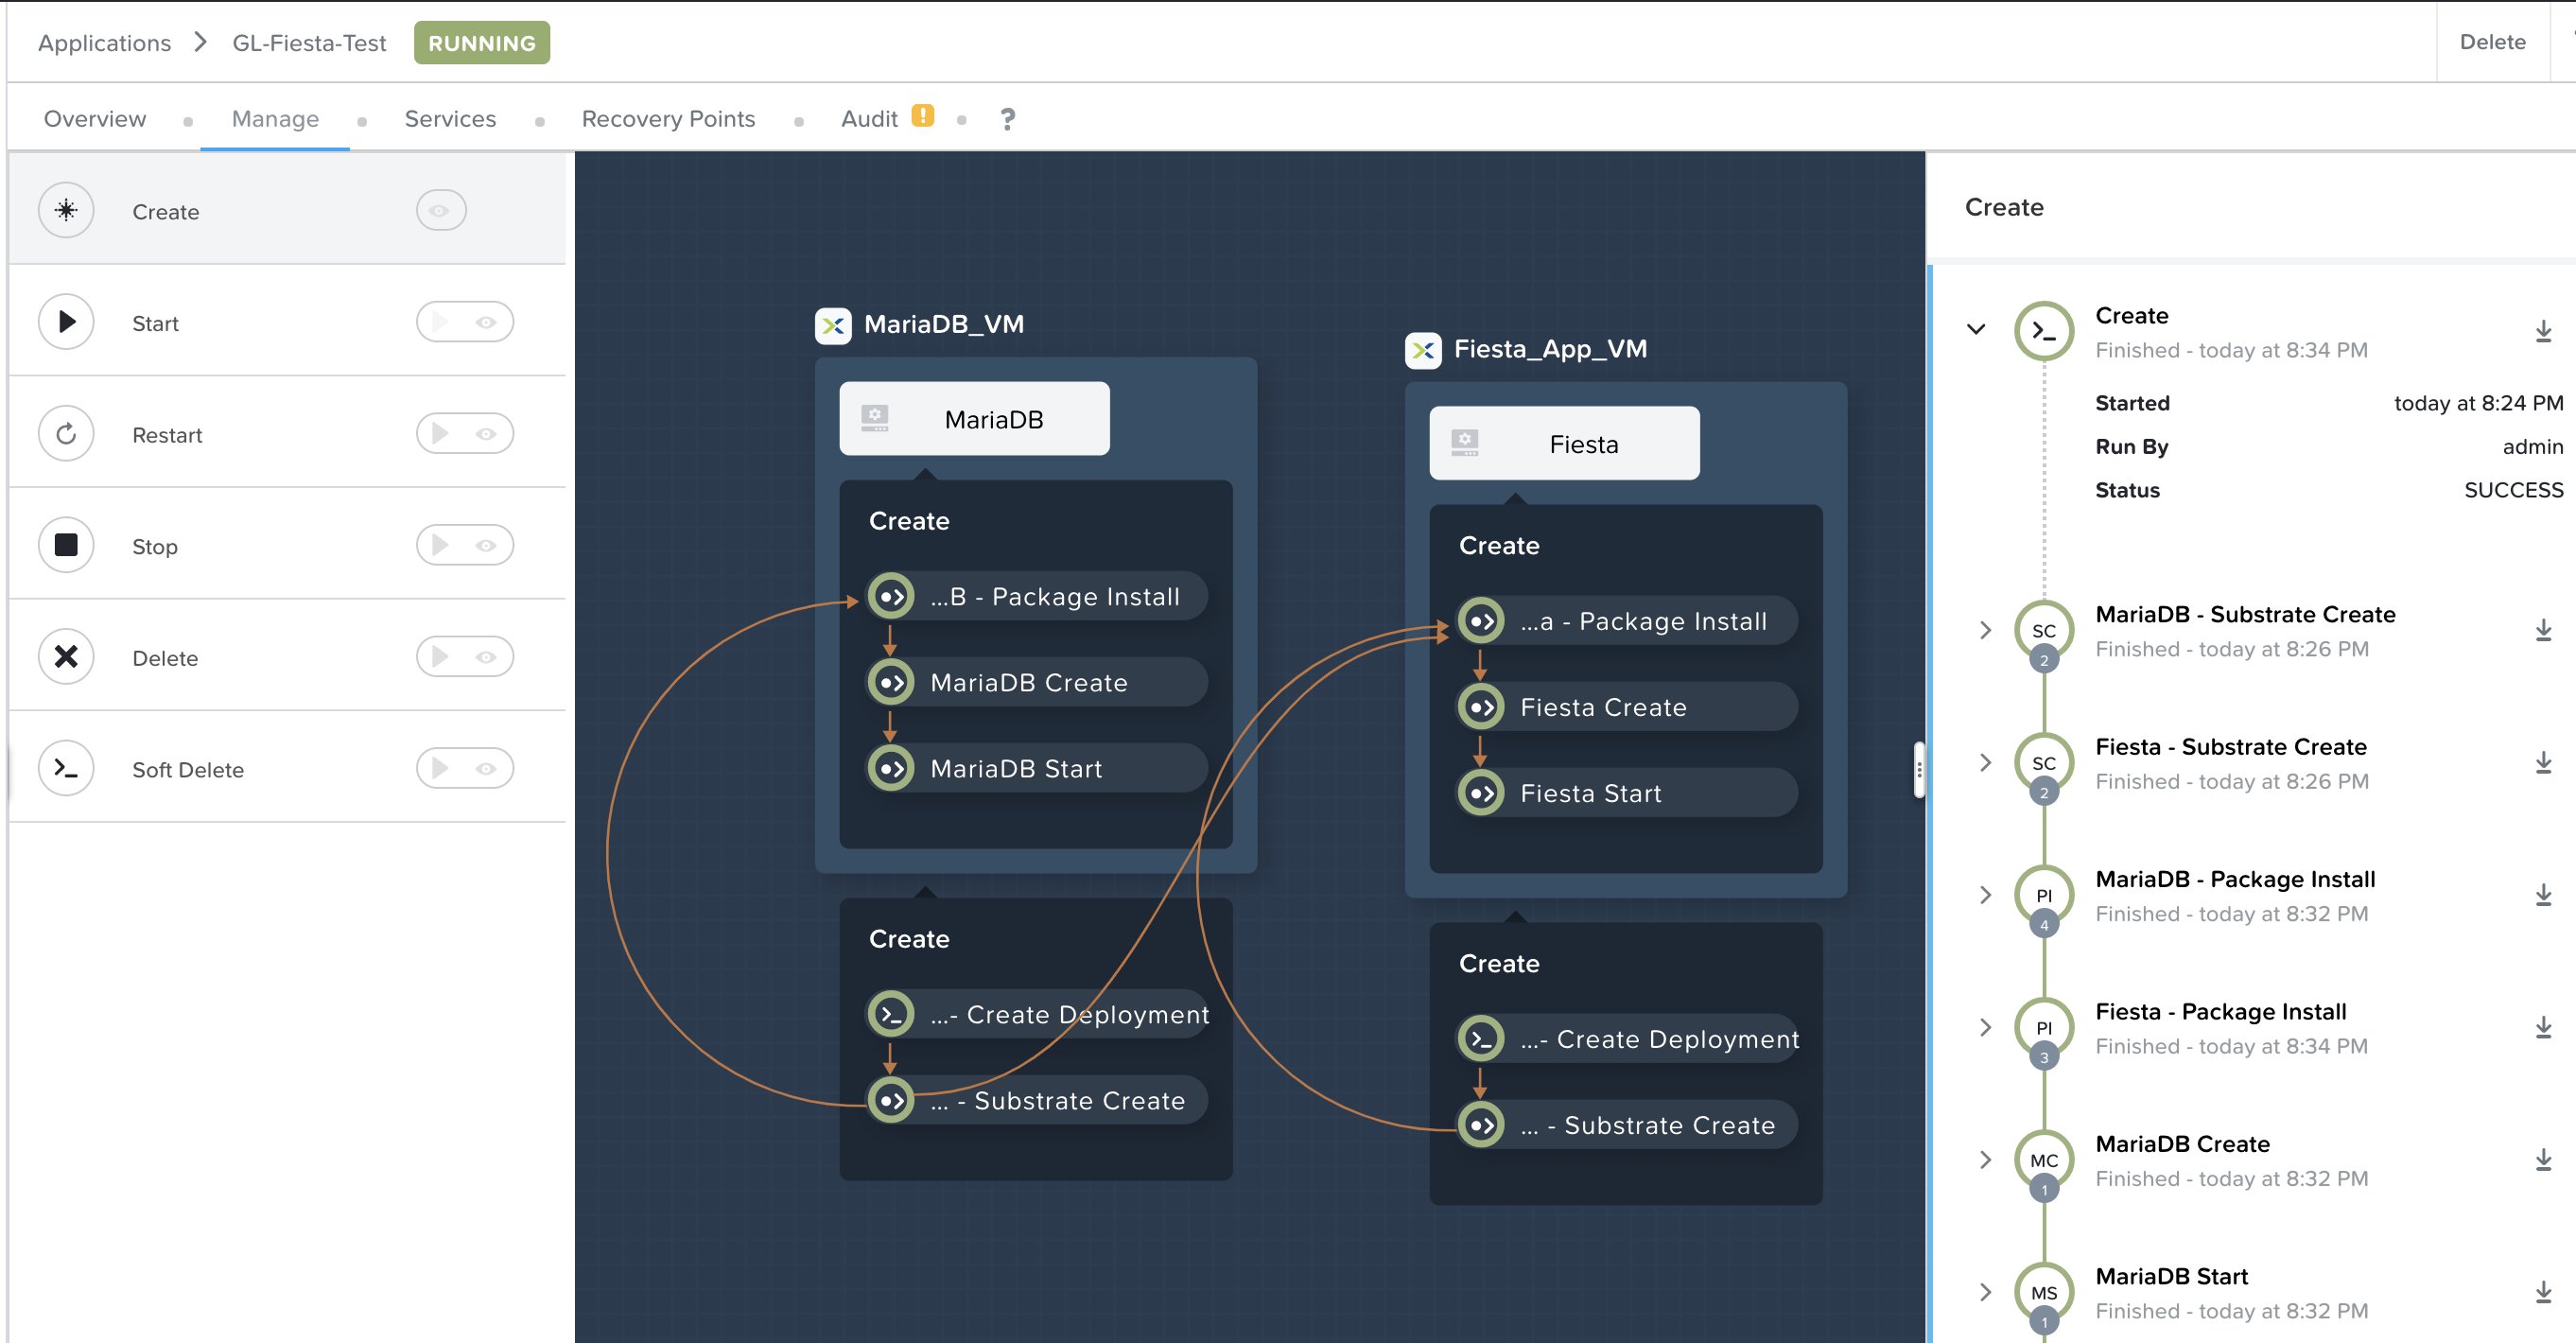 Applications > GL-Fiesta-Test RUNNING
Delete
Overview Manage Services Recovery Points Audit ! ?
Create
Start
Restart
Stop
Delete
Soft Delete
MariaDB_VM
MariaDB
Create
...B - Package Install
MariaDB Create
MariaDB Start
Create
...- Create Deployment
... - Substrate Create
Fiesta_App_VM
Fiesta
Create
...a - Package Install
Fiesta Create
Fiesta Start
Create
...- Create Deployment
... - Substrate Create
Create
Create
Finished - today at 8:34 PM
Started today at 8:24 PM
Run By admin
Status SUCCESS
SC 2
MariaDB - Substrate Create
Finished - today at 8:26 PM
SC 2
Fiesta - Substrate Create
Finished - today at 8:26 PM
PI 4
MariaDB - Package Install
Finished - today at 8:32 PM
PI 3
Fiesta - Package Install
Finished - today at 8:34 PM
MC 1
MariaDB Create
Finished - today at 8:32 PM
MS 1
MariaDB Start
Finished - today at 8:32 PM